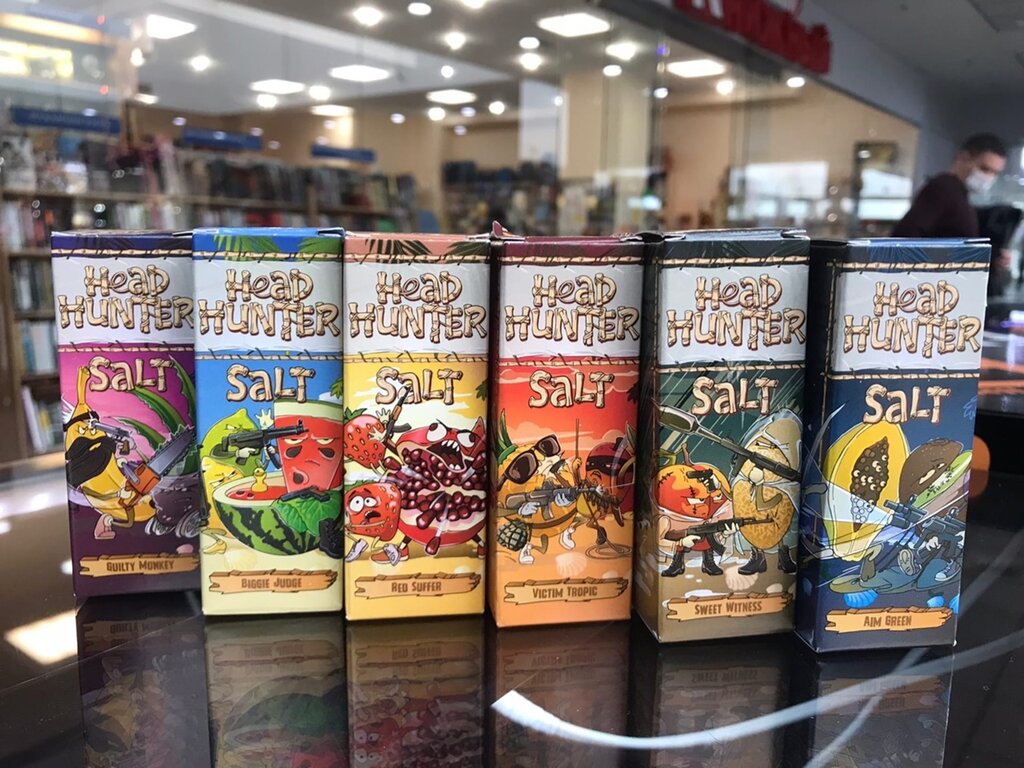 HEAD
HUNTER
SALT
GUILTY MONKEY
HEAD
HUNTER
SALT
BIGGIE JUDGE
HEAD
HUNTER
SALT
RED SUFFER
HEAD
HUNTER
SALT
VICTIM TROPIC
HEAD
HUNTER
SALT
SWEET WITNESS
HEAD
HUNTER
SALT
AIM GREEN